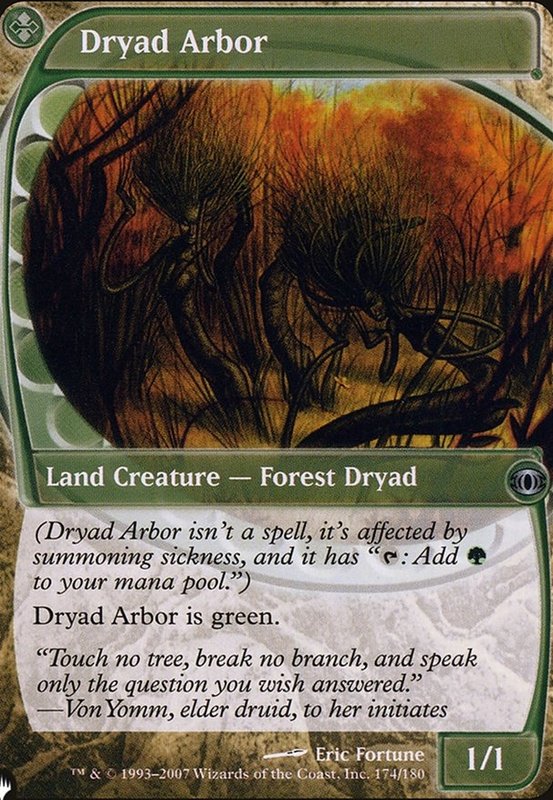 Dryad Arbor
Land Creature — Forest Dryad
(Dryad Arbor isn't a spell, it's affected by
summoning sickness, and it has “: Add
to your mana pool.”)
Dryad Arbor is green.
“Touch no tree, break no branch, and speak
only the question you wish answered.”
—Von Yomm, elder druid, to her initiates
Eric Fortune
™ & © 1993–2007 Wizards of the Coast, Inc. 174/180
1/1